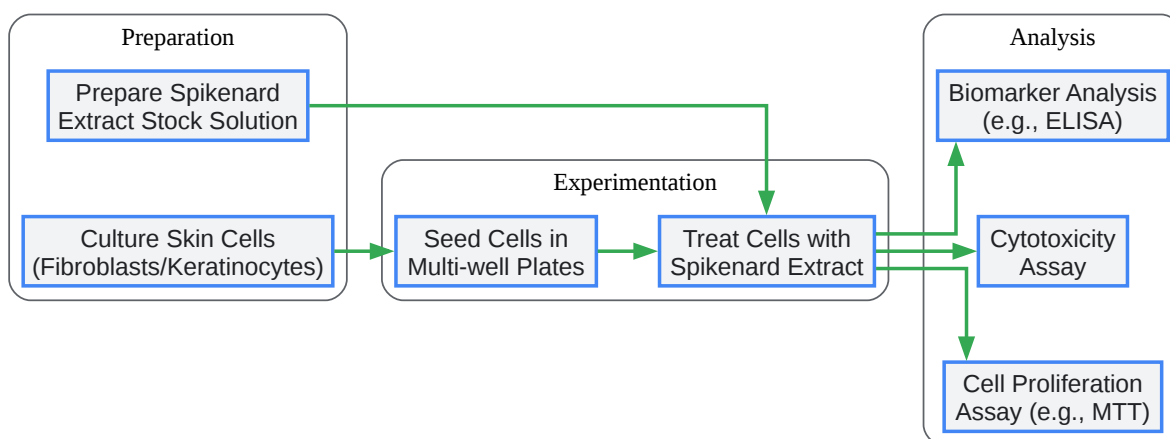 Preparation
Prepare Spikenard
Extract Stock Solution
Culture Skin Cells
(Fibroblasts/Keratinocytes)
Experimentation
Seed Cells in
Multi-well Plates
Treat Cells with
Spikenard Extract
Analysis
Biomarker Analysis
(e.g., ELISA)
Cytotoxicity
Assay
Cell Proliferation
Assay (e.g., MTT)